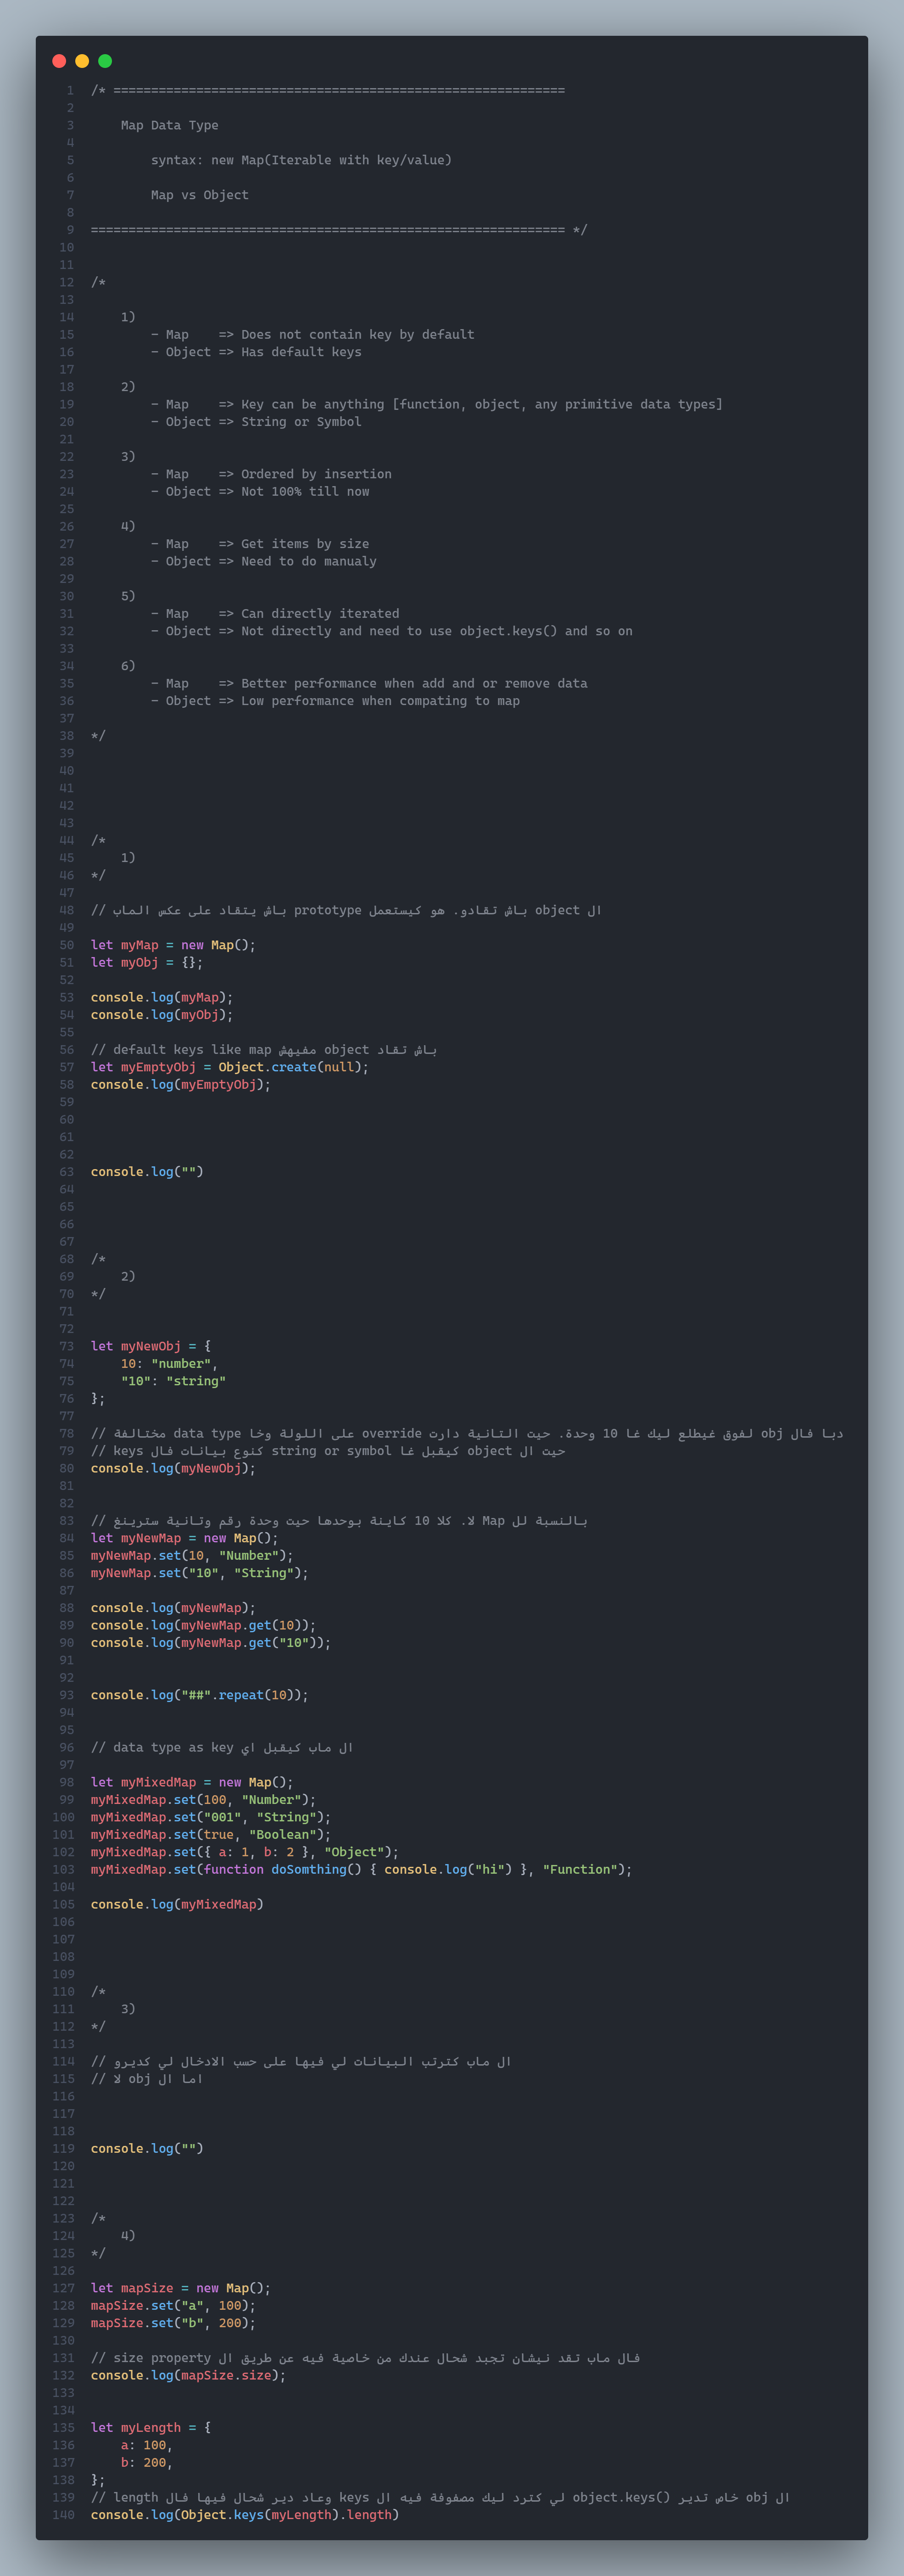 1 /* ============================================================
2
3     Map Data Type
4
5         syntax: new Map(Iterable with key/value)
6
7         Map vs Object
8
9 =============================================================== */
10
11
12 /*
13
14     1)
15         - Map    => Does not contain key by default
16         - Object => Has default keys
17
18     2)
19         - Map    => Key can be anything [function, object, any primitive data types]
20         - Object => String or Symbol
21
22     3)
23         - Map    => Ordered by insertion
24         - Object => Not 100% till now
25
26     4)
27         - Map    => Get items by size
28         - Object => Need to do manualy
29
30     5)
31         - Map    => Can directly iterated
32         - Object => Not directly and need to use object.keys() and so on
33
34     6)
35         - Map    => Better performance when add and or remove data
36         - Object => Low performance when compating to map
37
38 */
39
40
41
42
43
44 /*
45     1)
46 */
47
48 // ال object باش تقادو. هو كيستعمل prototype باش يتقاد على عكس الماب
49
50 let myMap = new Map();
51 let myObj = {};
52
53 console.log(myMap);
54 console.log(myObj);
55
56 // default keys like map مفيهش object باش تقاد
57 let myEmptyObj = Object.create(null);
58 console.log(myEmptyObj);
59
60
61
62
63 console.log("")
64
65
66
67
68 /*
69     2)
70 */
71
72
73 let myNewObj = {
74     10: "number",
75     "10": "string"
76 };
77
78 // دبا فال obj لفوق غيطلع ليك غا 10 وحدة. حيت التانية دارت override على اللولة وخا data type مختالفة
79 // keys كنوع بيانات فال string or symbol كيقبل غا object حيت ال
80 console.log(myNewObj);
81
82
83 // بالنسبة لل Map لا. كلا 10 كاينة بوحدها حيت وحدة رقم وتانية سترينغ
84 let myNewMap = new Map();
85 myNewMap.set(10, "Number");
86 myNewMap.set("10", "String");
87
88 console.log(myNewMap);
89 console.log(myNewMap.get(10));
90 console.log(myNewMap.get("10"));
91
92
93 console.log("##".repeat(10));
94
95
96 // data type as key ال ماب كيقبل اي
97
98 let myMixedMap = new Map();
99 myMixedMap.set(100, "Number");
100 myMixedMap.set("001", "String");
101 myMixedMap.set(true, "Boolean");
102 myMixedMap.set({ a: 1, b: 2 }, "Object");
103 myMixedMap.set(function doSomthing() { console.log("hi") }, "Function");
104
105 console.log(myMixedMap)
106
107
108
109
110 /*
111     3)
112 */
113
114 // ال ماب كترتب البيانات لي فيها على حسب الادخال لي كديرو
115 // اما ال obj لا
116
117
118
119 console.log("")
120
121
122
123 /*
124     4)
125 */
126
127 let mapSize = new Map();
128 mapSize.set("a", 100);
129 mapSize.set("b", 200);
130
131 // size property فال ماب تقد نيشان تجبد شحال عندك من خاصية فيه عن طريق ال
132 console.log(mapSize.size);
133
134
135 let myLength = {
136     a: 100,
137     b: 200,
138 };
139 // length وعاد دير شحال فيها فال keys لي كترد ليك مصفوفة فيه ال object.keys() خاص تدير obj ال
140 console.log(Object.keys(myLength).length)